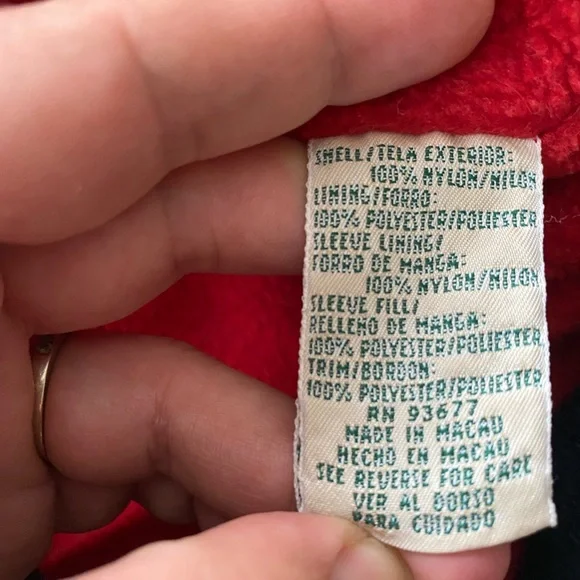 SHELL/TELA EXTERIOR:
100% NYLON/NILON
LINING/FORRO:
100% POLYESTER/POLIESTER
SLEEVE LINING/
FORRO DE MANGA:
100% NYLON/NILON
SLEEVE FILL/
RELLENO DE MANGA:
100% POLYESTER/POLIESTER
TRIM/BORDON:
100% POLYESTER/POLIESTER
RN 93677
MADE IN MACAU
HECHO EN MACAU
SEE REVERSE FOR CARE
VER AL DORSO
PARA CUIDADO